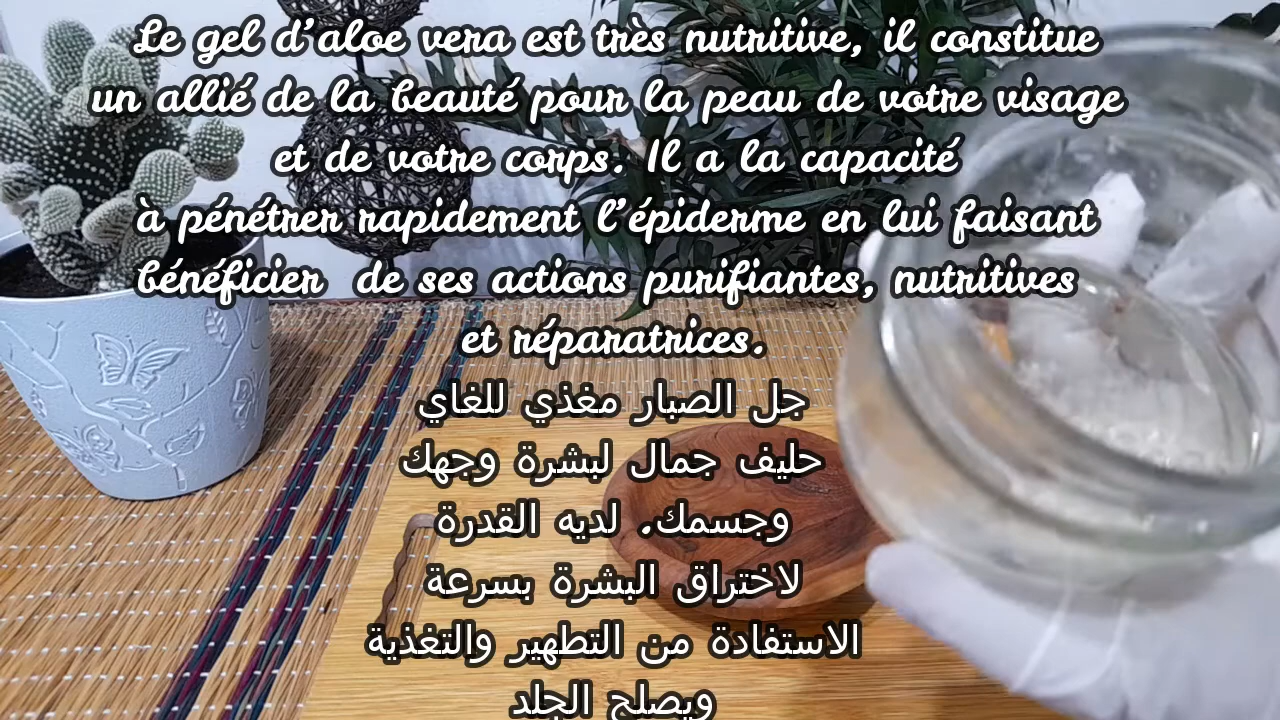 Le gel d'aloe vera est très nutritive, il constitue
un allié de la beauté pour la peau de votre visage
et de votre corps. Il a la capacité
à pénétrer rapidement l'épiderme en lui faisant
bénéficier de ses actions purifiantes, nutritives
et réparatrices.
جل الصبار مغذي للغاي
حليف جمال لبشرة وجهك
وجسمك. لديه القدرة
لاختراق البشرة بسرعة
الاستفادة من التطهير والتغذية
ويصلح الجلد